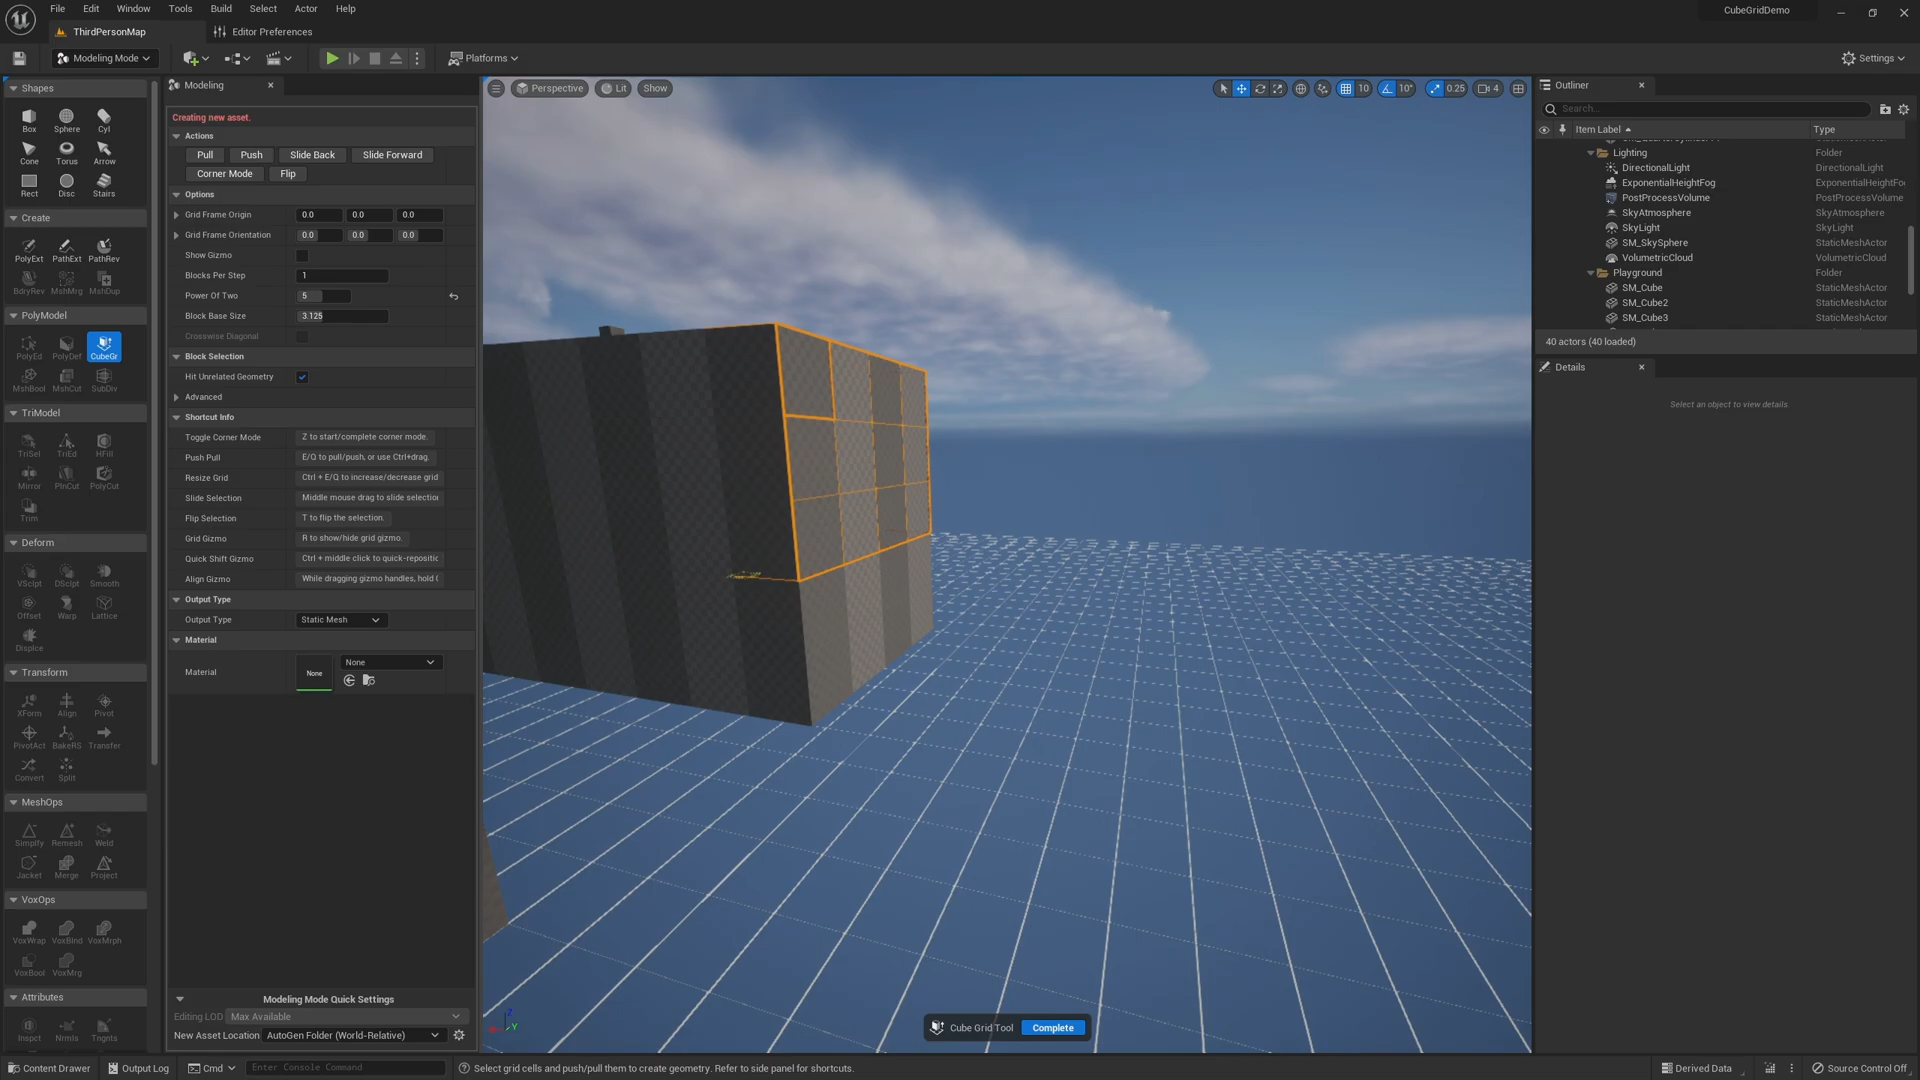 File Edit Window Tools Build Select Actor Help
CubeGridDemo
ThirdPersonMap
Editor Preferences
Modeling Mode
Platforms
Settings
Shapes
Box Sphere Cyl
Cone Torus Arrow
Rect Disc Stairs
Create
PolyExt PathExt PathRev
BdryRev MshMrg MshDup
PolyModel
PolyEd PolyDef CubeGr
MshBool MshCut SubDiv
TriModel
TriSel TriEd HFill
Mirror PlnCut PolyCut
Trim
Deform
VSclpt DSclpt Smooth
Offset Warp Lattice
Displce
Transform
XForm Align Pivot
PivotAct BakeRS Transfer
Convert Split
MeshOps
Simplfy Remesh Weld
Jacket Merge Project
VoxOps
VoxWrap VoxBlnd VoxMrph
VoxBool VoxMrg
Attributes
Inspct Nrmls Tngnts
Modeling
Creating new asset.
Actions
Pull Push Slide Back Slide Forward
Corner Mode Flip
Options
Grid Frame Origin 0.0 0.0 0.0
Grid Frame Orientation 0.0 0.0 0.0
Show Gizmo
Blocks Per Step 1
Power Of Two 5
Block Base Size 3.125
Crosswise Diagonal
Block Selection
Hit Unrelated Geometry
Advanced
Shortcut Info
Toggle Corner Mode Z to start/complete corner mode.
Push Pull E/Q to pull/push, or use Ctrl+drag.
Resize Grid Ctrl + E/Q to increase/decrease grid
Slide Selection Middle mouse drag to slide selection
Flip Selection T to flip the selection.
Grid Gizmo R to show/hide grid gizmo.
Quick Shift Gizmo Ctrl + middle click to quick-repositic
Align Gizmo While dragging gizmo handles, hold
Output Type
Output Type Static Mesh
Material
Material None None
Modeling Mode Quick Settings
Editing LOD Max Available
New Asset Location AutoGen Folder (World-Relative)
Perspective Lit Show
10 10° 0.25 4
Z
Y
Cube Grid Tool Complete
Outliner
Search...
Item Label Type
Lighting Folder
DirectionalLight DirectionalLight
ExponentialHeightFog ExponentialHeightFo
PostProcessVolume PostProcessVolume
SkyAtmosphere SkyAtmosphere
SkyLight SkyLight
SM_SkySphere StaticMeshActor
VolumetricCloud VolumetricCloud
Playground Folder
SM_Cube StaticMeshActor
SM_Cube2 StaticMeshActor
SM_Cube3 StaticMeshActor
40 actors (40 loaded)
Details
Select an object to view details.
Content Drawer Output Log Cmd Enter Console Command Select grid cells and push/pull them to create geometry. Refer to side panel for shortcuts. Derived Data Source Control Off